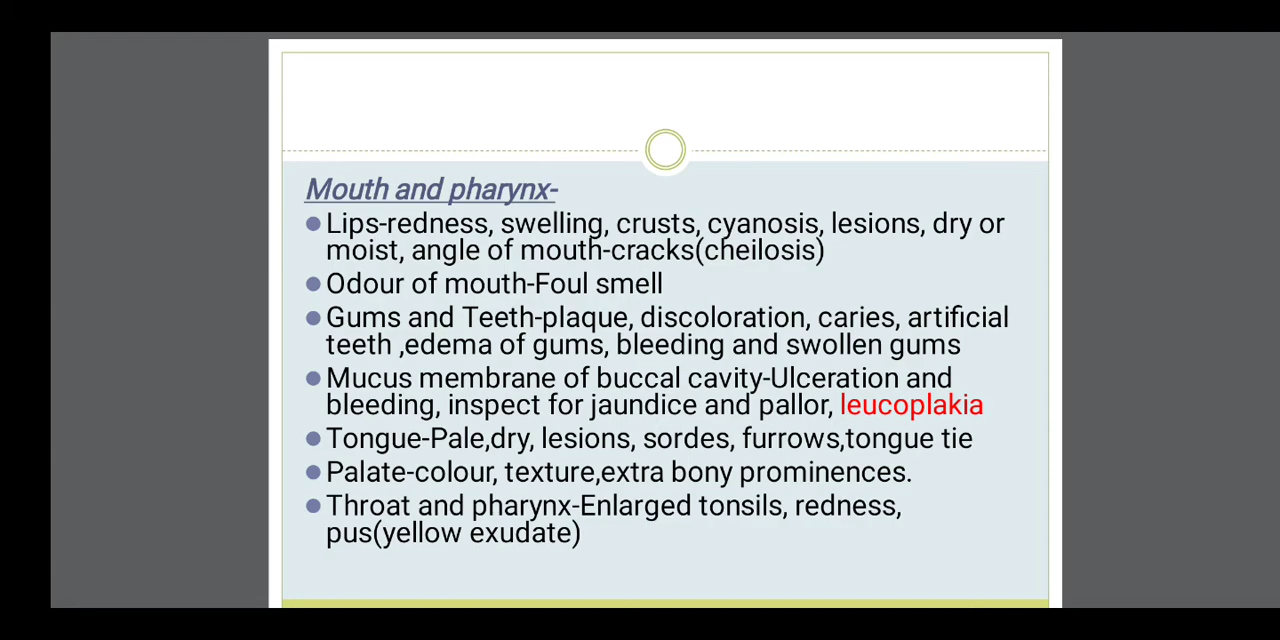 Mouth and pharynx-
Lips-redness, swelling, crusts, cyanosis, lesions, dry or
moist, angle of mouth-cracks(cheilosis)
Odour of mouth-Foul smell
Gums and Teeth-plaque, discoloration, caries, artificial
teeth ,edema of gums, bleeding and swollen gums
Mucus membrane of buccal cavity-Ulceration and
bleeding, inspect for jaundice and pallor, leucoplakia
Tongue-Pale,dry, lesions, sordes, furrows,tongue tie
Palate-colour, texture,extra bony prominences.
Throat and pharynx-Enlarged tonsils, redness,
pus(yellow exudate)